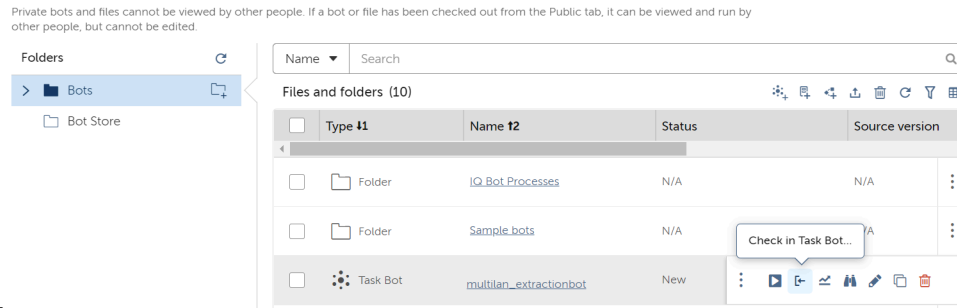 Private bots and files cannot be viewed by other people. If a bot or file has been checked out from the Public tab, it can be viewed and run by
other people, but cannot be edited.
Folders
Name Search
Bots
Files and folders (10)
Bot Store
Type ↓1 Name ↑2 Status Source version
Folder IQ Bot Processes N/A N/A
Folder Sample bots N/A /A
Check in Task Bot...
Task Bot multilan_extractionbot New